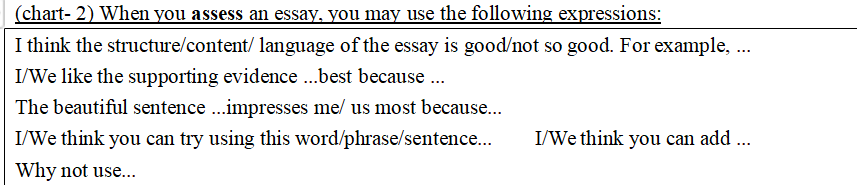 (chart- 2) When you assess an essay, you may use the following expressions:
I think the structure/content/ language of the essay is good/not so good. For example, ...
I/We like the supporting evidence ...best because ...
The beautiful sentence ...impresses me/ us most because...
I/We think you can try using this word/phrase/sentence... I/We think you can add ...
Why not use...